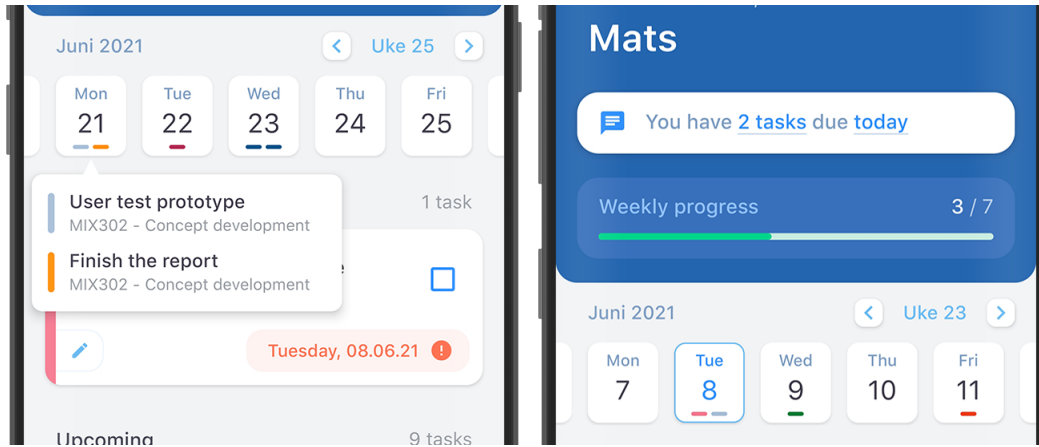 Juni 2021
Uke 25
Mon
21
Tue
22
Wed
23
Thu
24
Fri
25
User test prototype
MIX302 - Concept development
Finish the report
MIX302 - Concept development
1 task
Tuesday, 08.06.21
Upcoming
9 tasks
Mats
You have 2 tasks due today
Weekly progress
3 / 7
Juni 2021
Uke 23
Mon
7
Tue
8
Wed
9
Thu
10
Fri
11